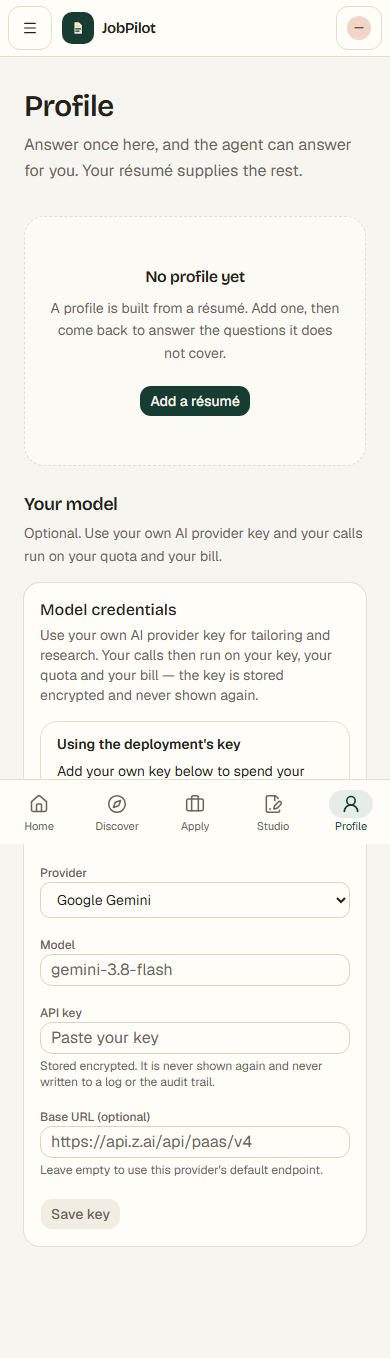 JobPilot
Profile
Answer once here, and the agent can answer
for you. Your résumé supplies the rest.
No profile yet
A profile is built from a résumé. Add one, then
come back to answer the questions it does
not cover.
Add a résumé
Your model
Optional. Use your own AI provider key and your calls
run on your quota and your bill.
Model credentials
Use your own AI provider key for tailoring and
research. Your calls then run on your key, your
quota and your bill — the key is stored
encrypted and never shown again.
Using the deployment's key
Add your own key below to spend your
Home
Discover
Apply
Studio
Profile
Provider
Google Gemini
Model
gemini-3.8-flash
API key
Paste your key
Stored encrypted. It is never shown again and never
written to a log or the audit trail.
Base URL (optional)
https://api.z.ai/api/paas/v4
Leave empty to use this provider's default endpoint.
Save key